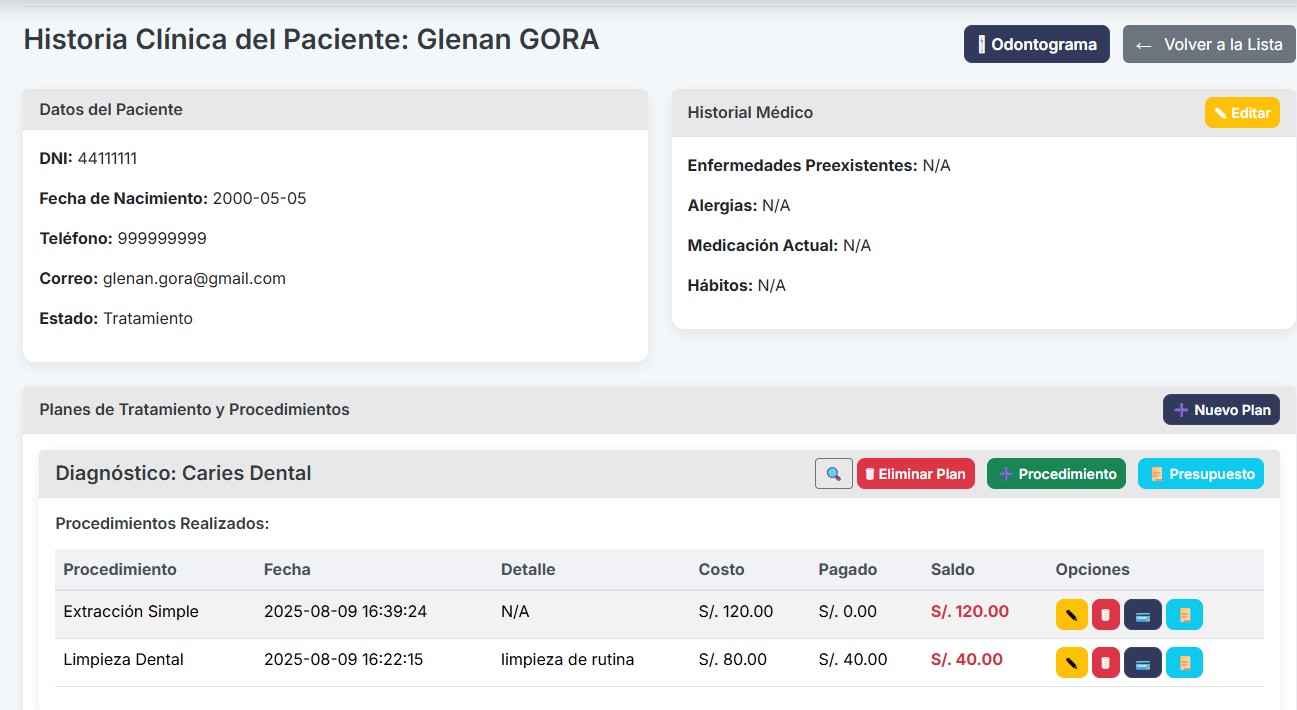 Historia Clínica del Paciente: Glenan GORA
Odontograma
← Volver a la Lista
Datos del Paciente
DNI: 44111111
Fecha de Nacimiento: 2000-05-05
Teléfono: 999999999
Correo: glenan.gora@gmail.com
Estado: Tratamiento
Historial Médico
Editar
Enfermedades Preexistentes: N/A
Alergias: N/A
Medicación Actual: N/A
Hábitos: N/A
Planes de Tratamiento y Procedimientos
Nuevo Plan
Diagnóstico: Caries Dental
Eliminar Plan
Procedimiento
Presupuesto
Procedimientos Realizados:
Procedimiento Fecha Detalle Costo Pagado Saldo Opciones
Extracción Simple 2025-08-09 16:39:24 N/A S/. 120.00 S/. 0.00 S/. 120.00
Limpieza Dental 2025-08-09 16:22:15 limpieza de rutina S/. 80.00 S/. 40.00 S/. 40.00